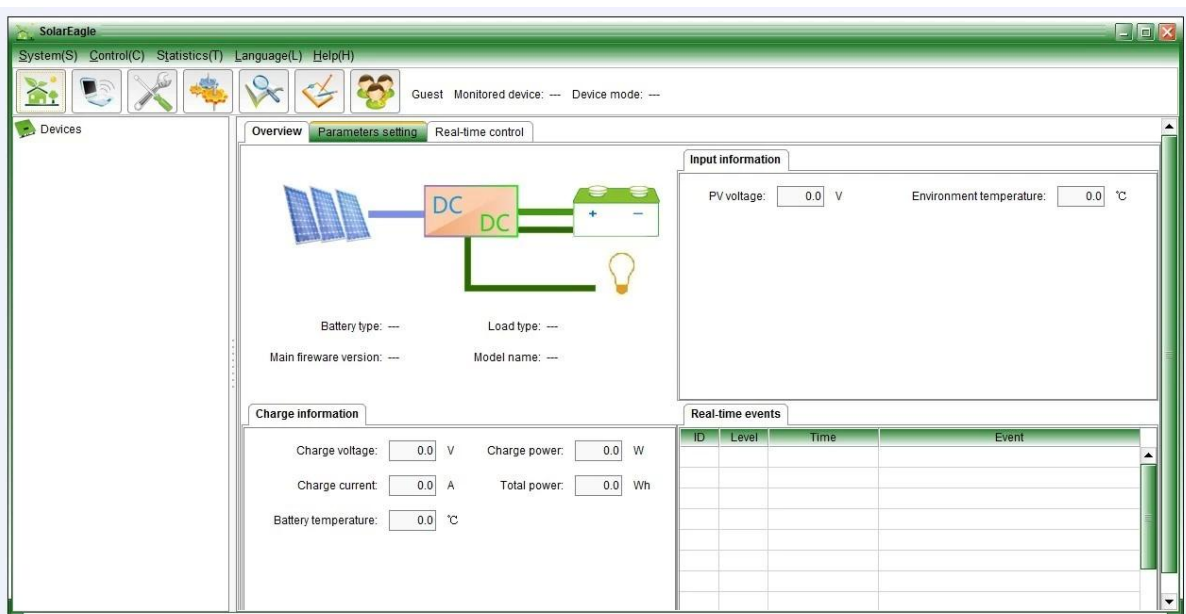 SolarEagle
System(S) Control(C) Statistics(T) Language(L) Help(H)
Guest Monitored device: --- Device mode: ---
Devices
Overview Parameters setting Real-time control
DC
DC
+ −
Battery type: --- Load type: ---
Main fireware version: --- Model name: ---
Input information
PV voltage: 0.0 V Environment temperature: 0.0 ℃
Charge information
Charge voltage: 0.0 V Charge power: 0.0 W
Charge current: 0.0 A Total power: 0.0 Wh
Battery temperature: 0.0 ℃
Real-time events
ID Level Time Event